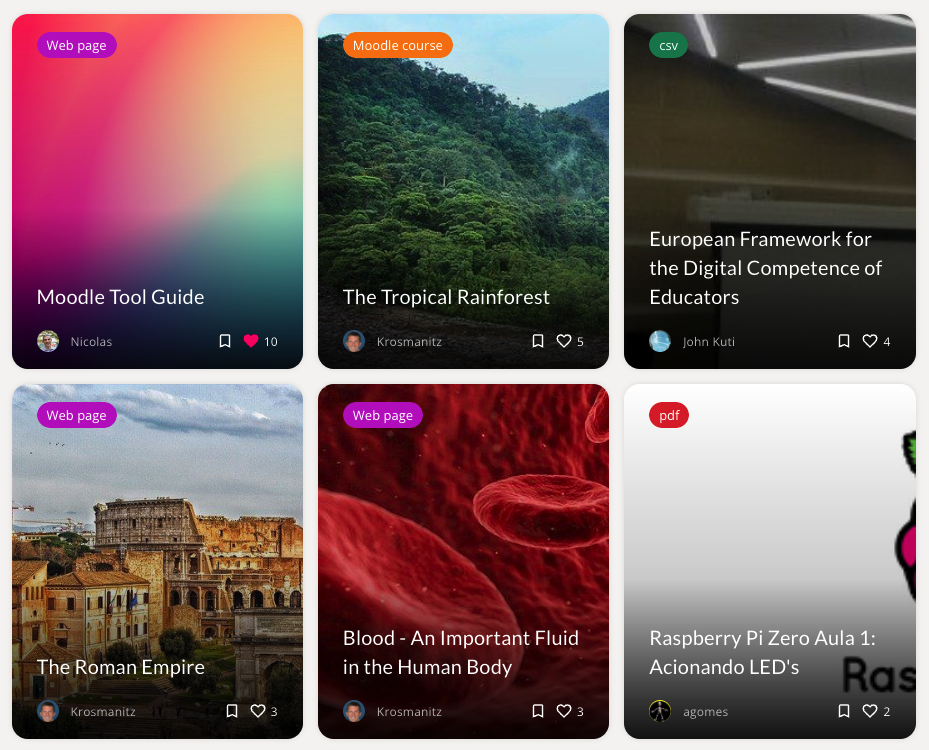 Web page
Moodle Tool Guide
Nicolas
10
Moodle course
The Tropical Rainforest
Krosmanitz
5
csv
European Framework for
the Digital Competence of
Educators
John Kuti
4
Web page
The Roman Empire
Krosmanitz
3
Web page
Blood - An Important Fluid
in the Human Body
Krosmanitz
3
pdf
Raspberry Pi Zero Aula 1:
Acionando LED's
Ras
agomes
2